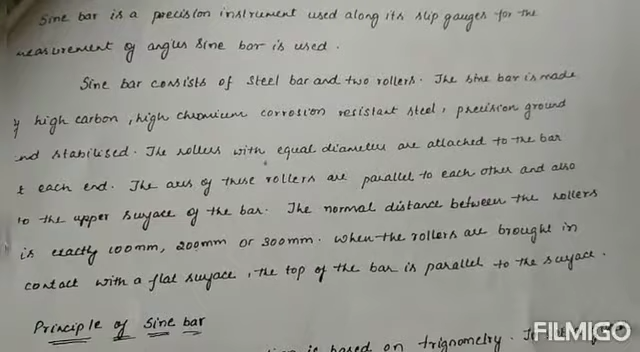 Sine bar is a precision instrument used along its slip gauges for the
measurement of angles Sine bar is used.
Sine bar consists of steel bar and two rollers. The sine bar is made
of high carbon, high chromium corrosion resistant steel, precision ground
and stabilised. The rollers with equal diameter are attached to the bar
at each end. The axes of these rollers are parallel to each other and also
to the upper surface of the bar. The normal distance between the rollers
is exactly 100mm, 200mm or 300mm. When the rollers are brought in
contact with a flat surface, the top of the bar is parallel to the surface.
Principle of Sine bar
is based on trignometry.
FILMIGO